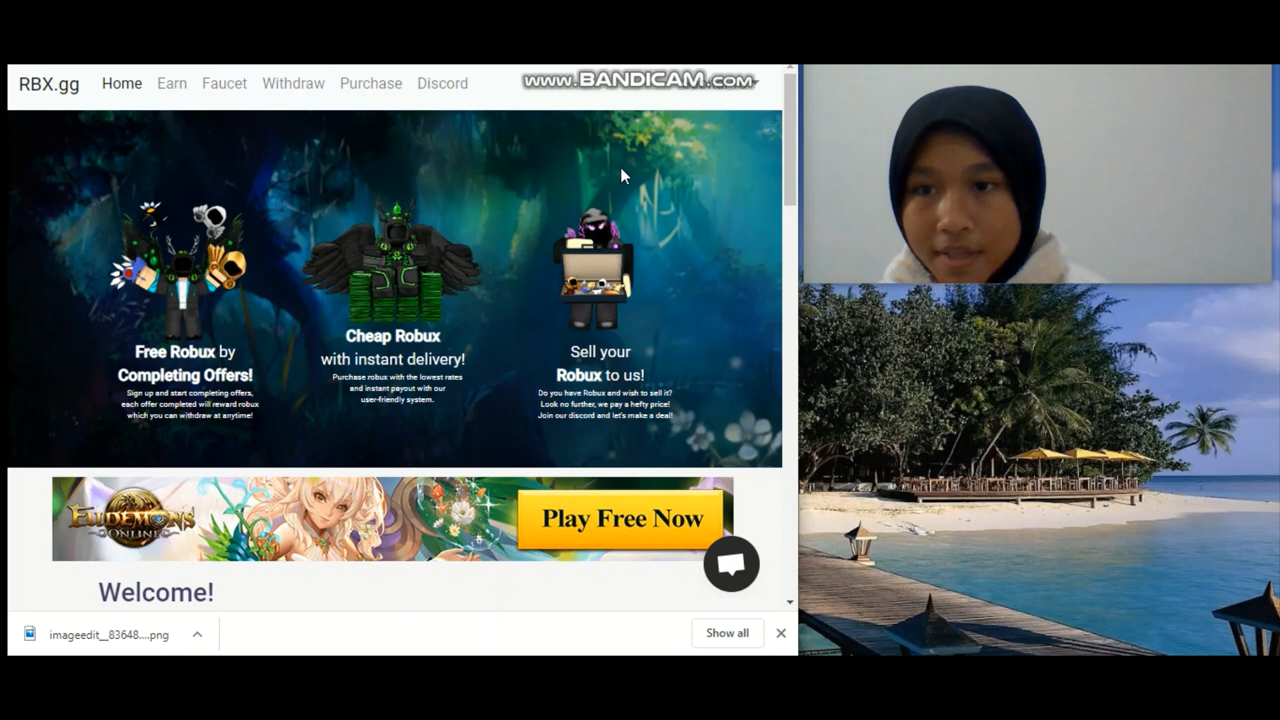 RBX.gg Home Earn Faucet Withdraw Purchase Discord
www.BANDICAM.com
Free Robux by
Completing Offers!
Sign up and start completing offers,
each offer completed will reward robux
which you can withdraw at anytime!
Cheap Robux
with instant delivery!
Purchase robux with the lowest rates
and instant payout with our
user-friendly system.
Sell your
Robux to us!
Do you have Robux and wish to sell it?
Look no further, we pay a hefty price!
Join our discord and let's make a deal!
EUDEMONS
ONLINE
Play Free Now
Welcome!
imageedit__83648....png
Show all